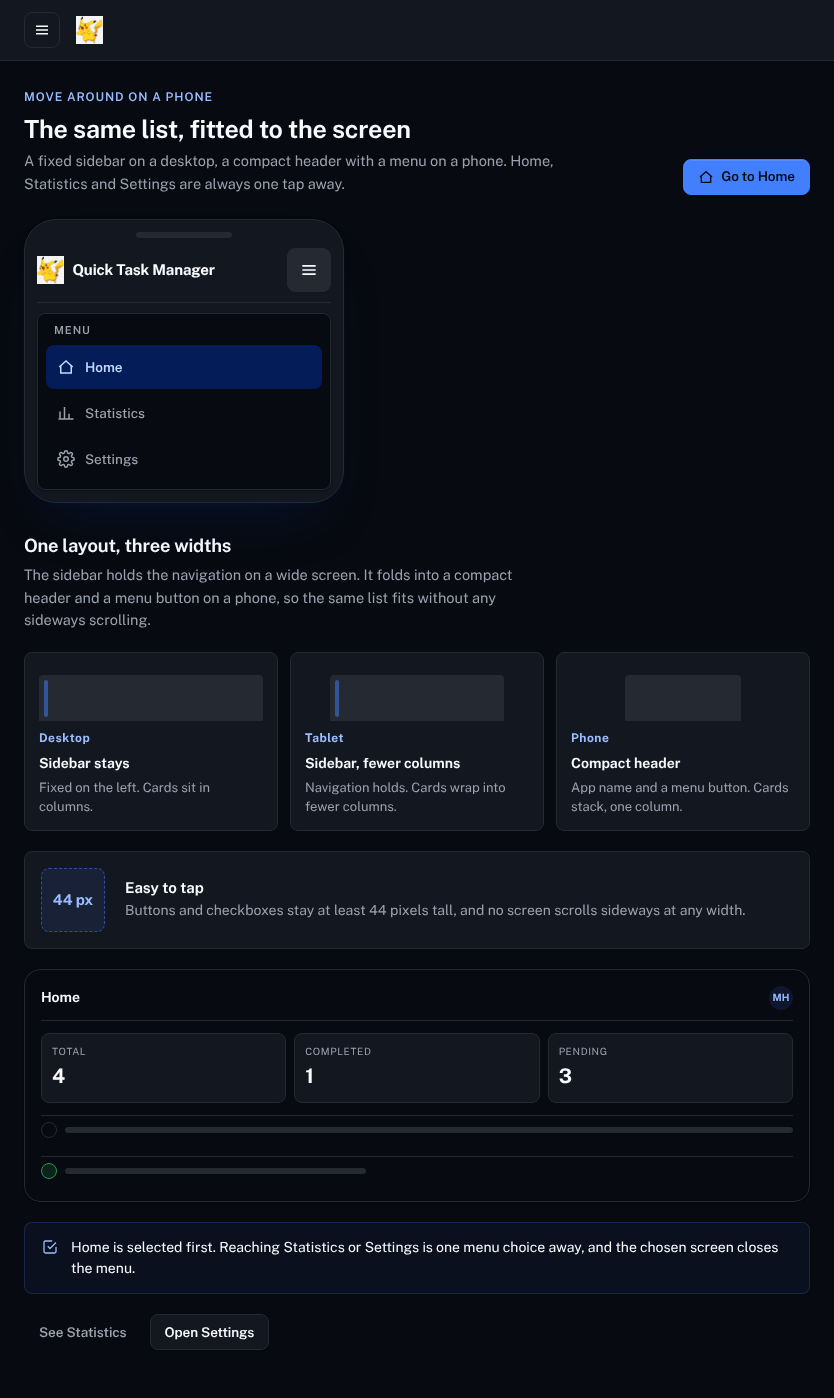 MOVE AROUND ON A PHONE
The same list, fitted to the screen
A fixed sidebar on a desktop, a compact header with a menu on a phone. Home,
Statistics and Settings are always one tap away.
Go to Home
Quick Task Manager
MENU
Home
Statistics
Settings
One layout, three widths
The sidebar holds the navigation on a wide screen. It folds into a compact
header and a menu button on a phone, so the same list fits without any
sideways scrolling.
Desktop
Sidebar stays
Fixed on the left. Cards sit in
columns.
Tablet
Sidebar, fewer columns
Navigation holds. Cards wrap into
fewer columns.
Phone
Compact header
App name and a menu button. Cards
stack, one column.
44 px
Easy to tap
Buttons and checkboxes stay at least 44 pixels tall, and no screen scrolls sideways at any width.
Home
MH
TOTAL
4
COMPLETED
1
PENDING
3
Home is selected first. Reaching Statistics or Settings is one menu choice away, and the chosen screen closes
the menu.
See Statistics
Open Settings